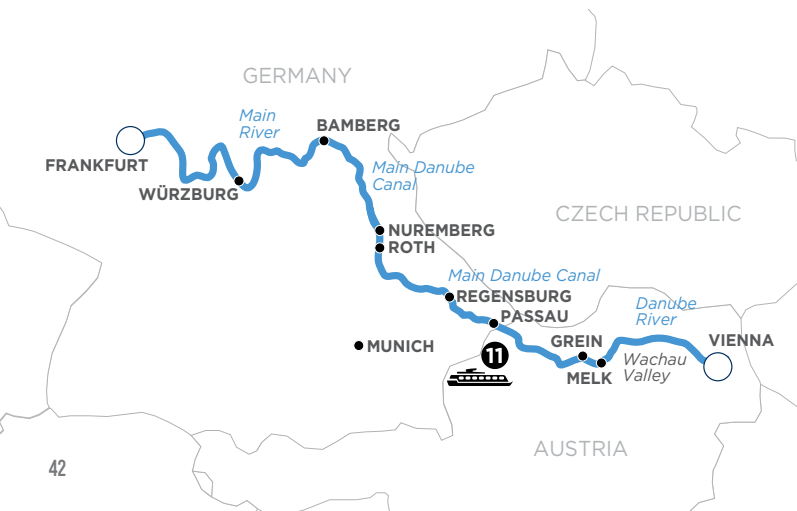 GERMANY
Main
River
BAMBERG
FRANKFURT
Main Danube
Canal
WÜRZBURG
CZECH REPUBLIC
NUREMBERG
ROTH
Main Danube Canal
REGENSBURG
Danube
River
PASSAU
GREIN
VIENNA
MUNICH
11
Wachau
Valley
MELK
AUSTRIA
42